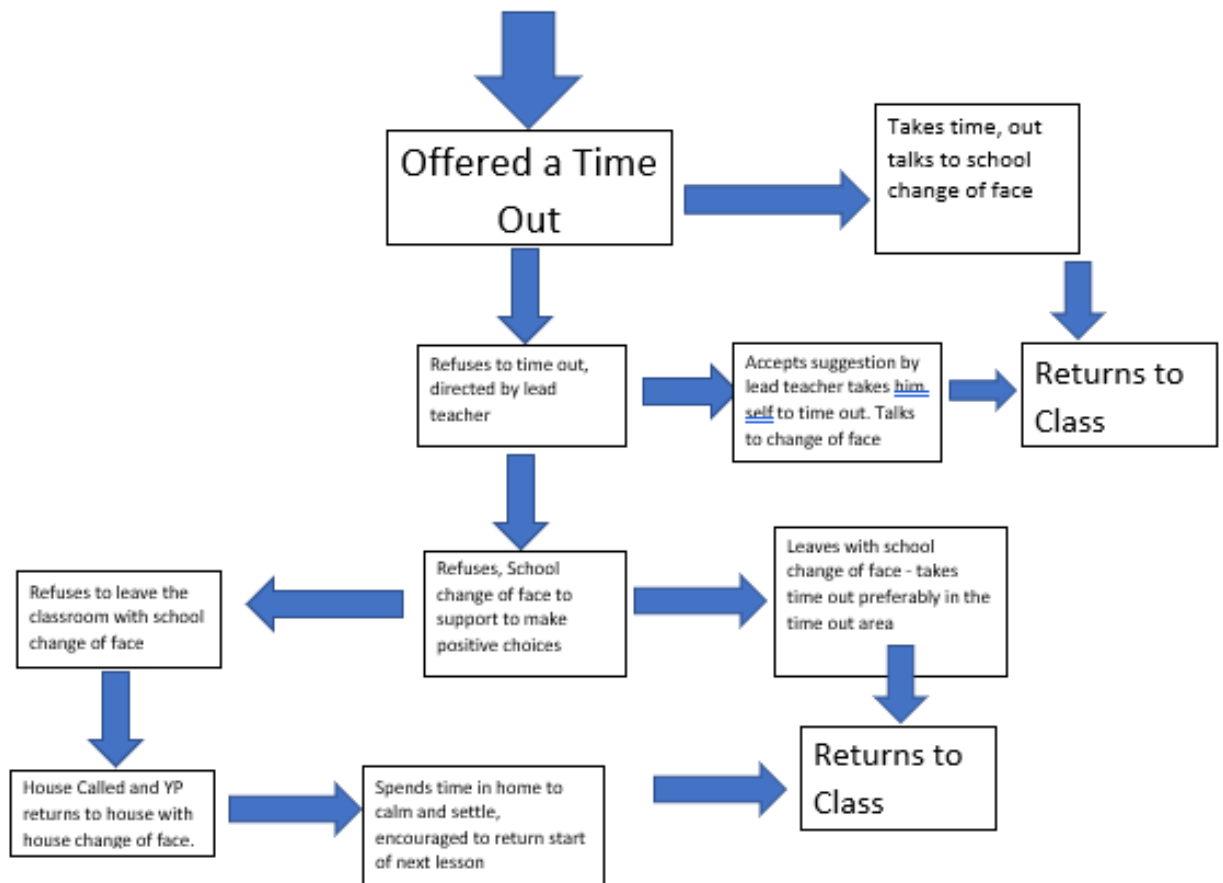 Offered a Time
Out
Takes time, out
talks to school
change of face
Refuses to time out,
directed by lead
teacher
Accepts suggestion by
lead teacher takes him
self to time out. Talks
to change of face
Returns to
Class
Refuses to leave the
classroom with school
change of face
Refuses, School
change of face to
support to make
positive choices
Leaves with school
change of face - takes
time out preferably in the
time out area
House Called and YP
returns to house with
house change of face.
Spends time in home to
calm and settle,
encouraged to return start
of next lesson
Returns to
Class